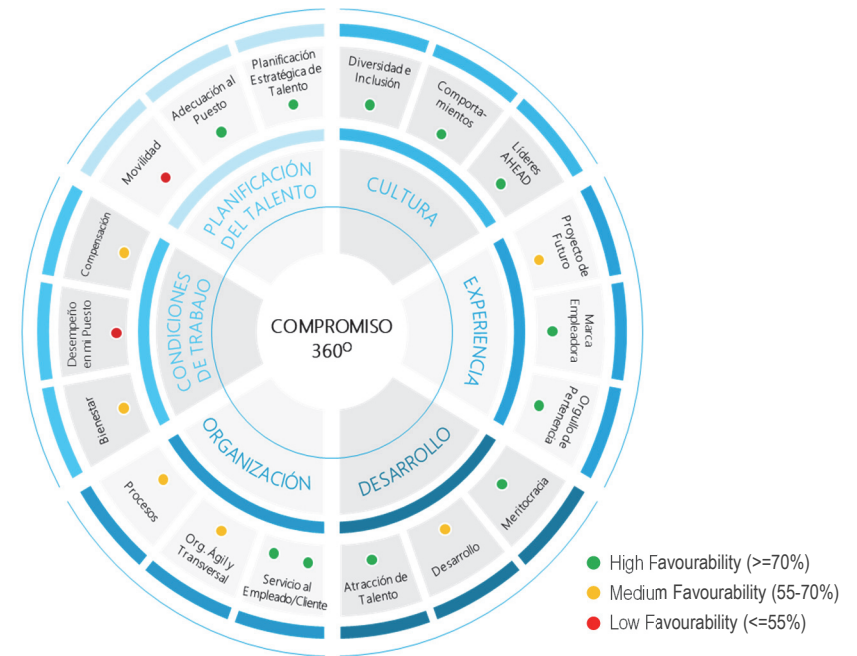 COMPROMISO
360º
PLANIFICACIÓN
DEL TALENTO
Movilidad
Adecuación al
Puesto
Planificación
Estratégica de
Talento
CULTURA
Diversidad e
Inclusión
Comporta-
mientos
Líderes
AHEAD
EXPERIENCIA
Proyecto de
Futuro
Marca
Empleadora
Orgullo de
Pertenencia
DESARROLLO
Meritocracia
Desarrollo
Atracción de
Talento
ORGANIZACIÓN
Servicio al
Empleado/Cliente
Org. Ágil y
Transversal
Procesos
CONDICIONES
DE TRABAJO
Bienestar
Desempeño
en mi Puesto
Compensación
High Favourability (>=70%)
Medium Favourability (55-70%)
Low Favourability (<=55%)